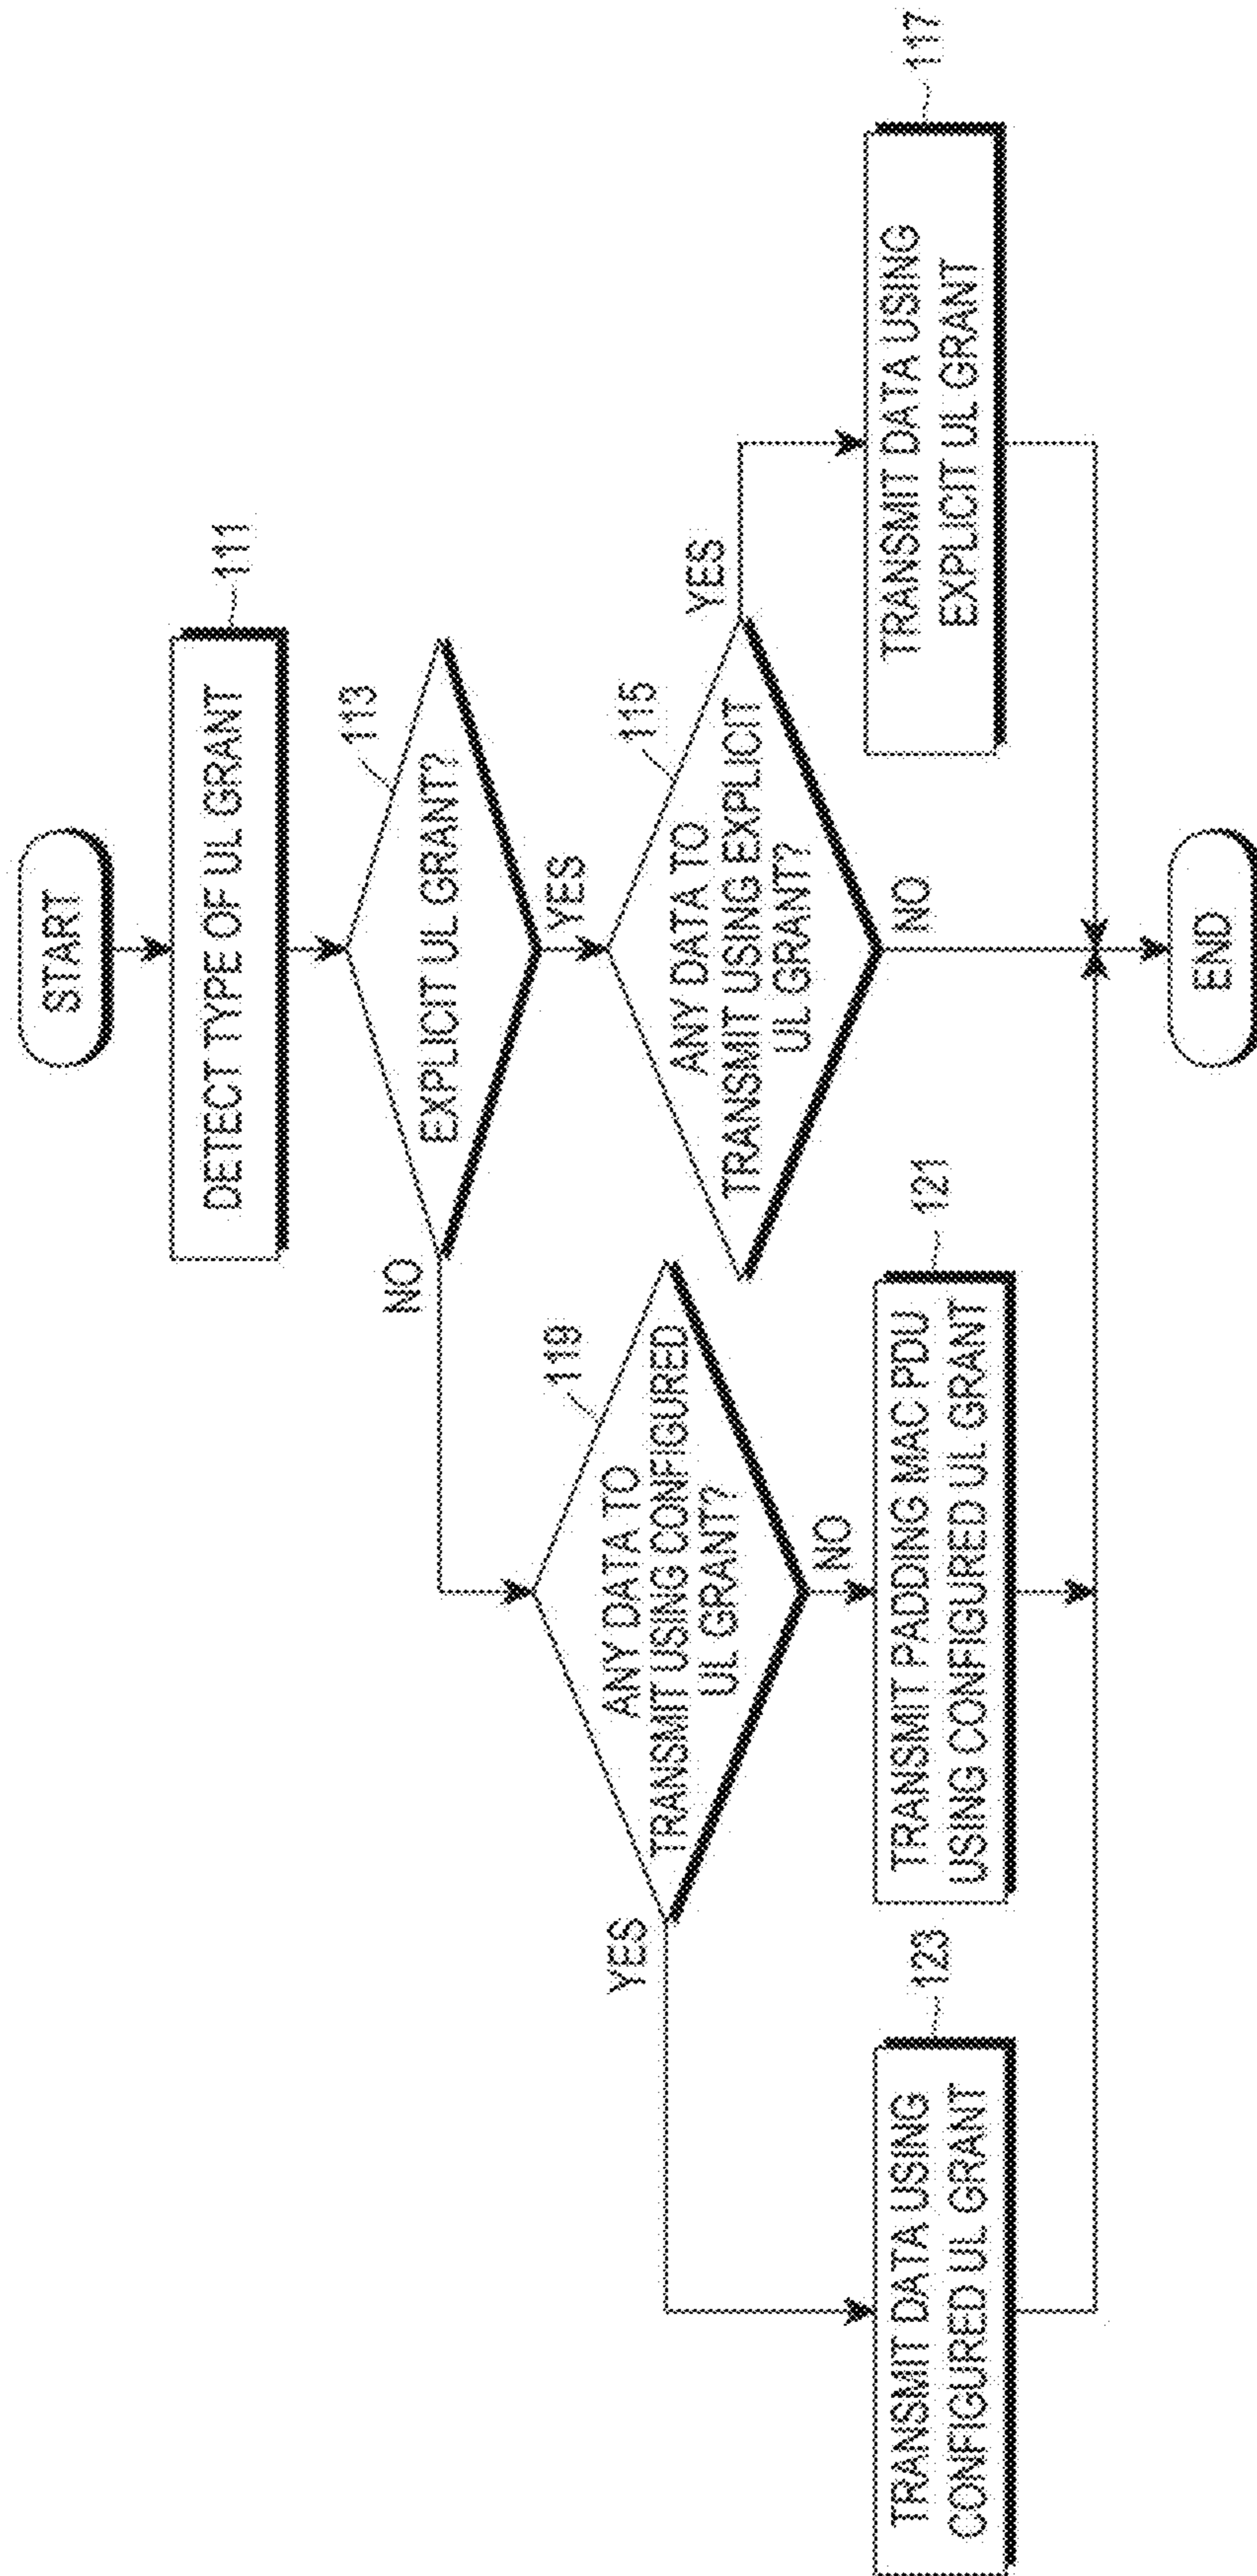 START
DETECT TYPE OF UL GRANT
111
113
EXPLICIT UL GRANT?
NO
YES
119
ANY DATA TO
TRANSMIT USING CONFIGURED
UL GRANT?
YES
NO
115
ANY DATA TO
TRANSMIT USING EXPLICIT
UL GRANT?
YES
NO
123
TRANSMIT DATA USING
CONFIGURED UL GRANT
121
TRANSMIT PADDING MAC PDU
USING CONFIGURED UL GRANT
TRANSMIT DATA USING
EXPLICIT UL GRANT
117
END